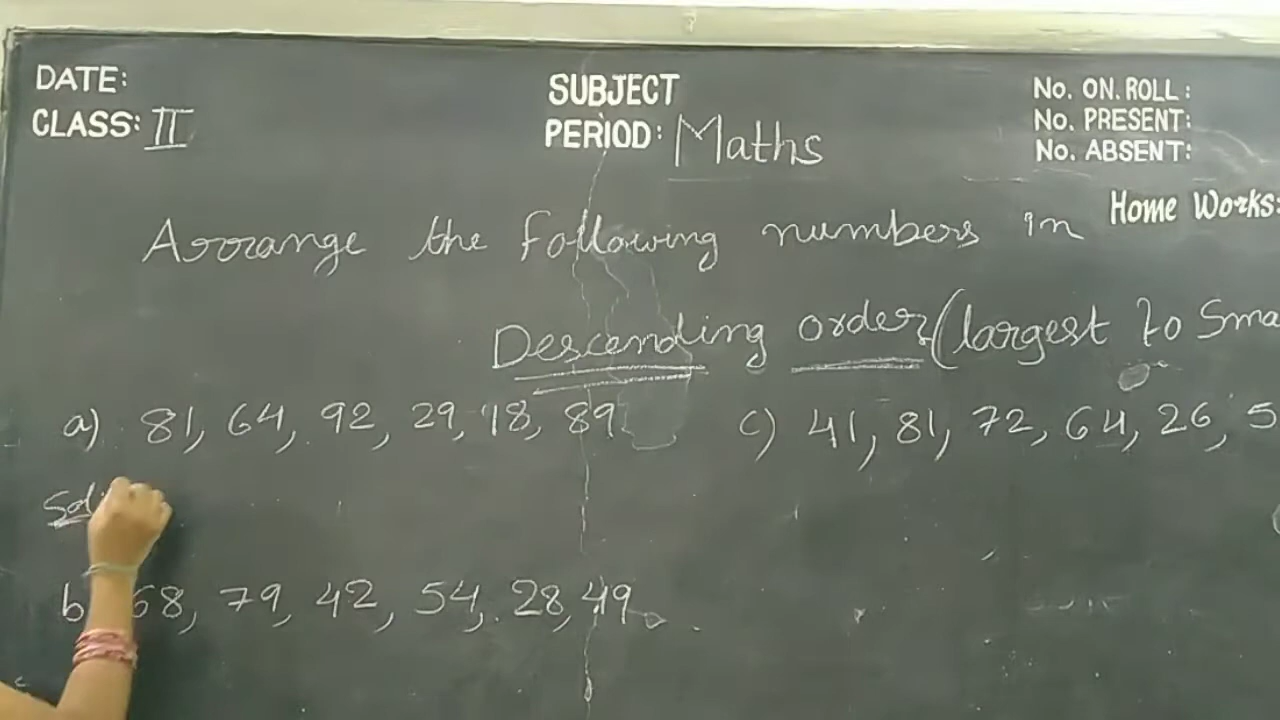 DATE:
CLASS: II
SUBJECT
PERIOD: Maths
No. ON. ROLL:
No. PRESENT:
No. ABSENT:
Home Works:
Arrange the following numbers in
Descending order (largest to Sma
a) 81, 64, 92, 29, 18, 89
c) 41, 81, 72, 64, 26, 5
Sol
b 68, 79, 42, 54, 28, 49